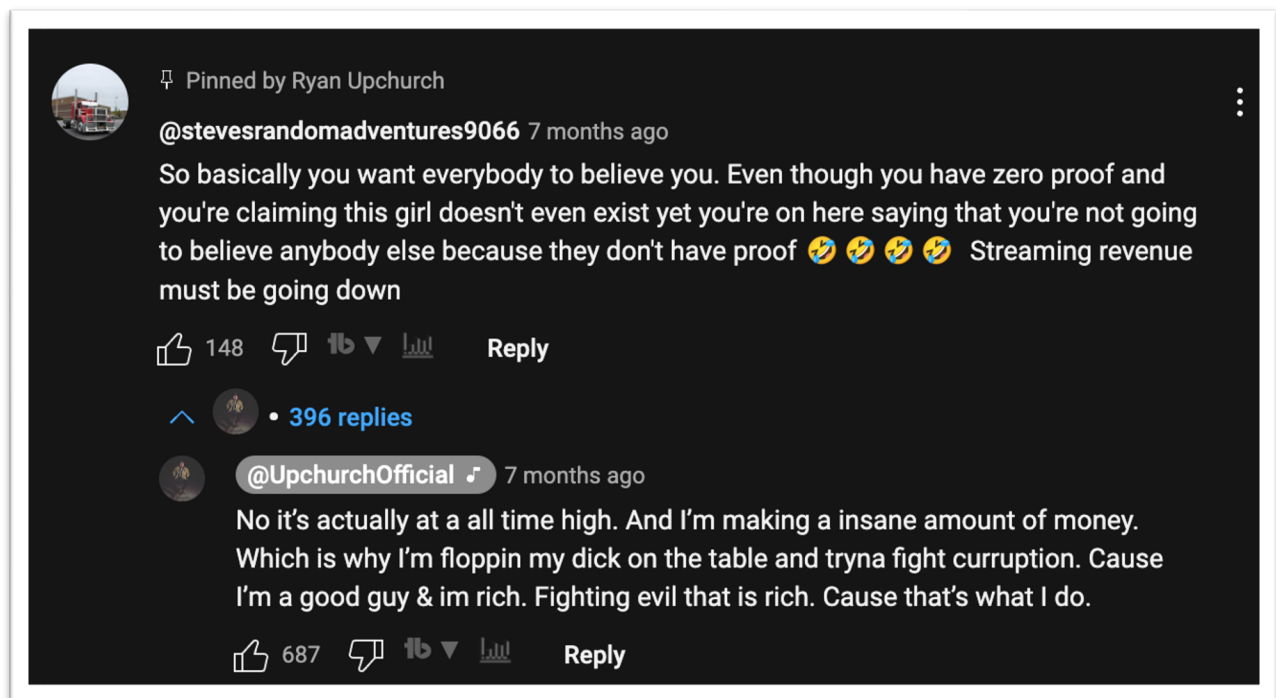 Pinned by Ryan Upchurch
@stevesrandomadventures9066 7 months ago
So basically you want everybody to believe you. Even though you have zero proof and
you're claiming this girl doesn't even exist yet you're on here saying that you're not going
to believe anybody else because they don't have proof 🤣 🤣 🤣 🤣 Streaming revenue
must be going down
148 tb Reply
• 396 replies
@UpchurchOfficial 7 months ago
No it’s actually at a all time high. And I’m making a insane amount of money.
Which is why I’m floppin my dick on the table and tryna fight curruption. Cause
I’m a good guy & im rich. Fighting evil that is rich. Cause that’s what I do.
687 tb Reply